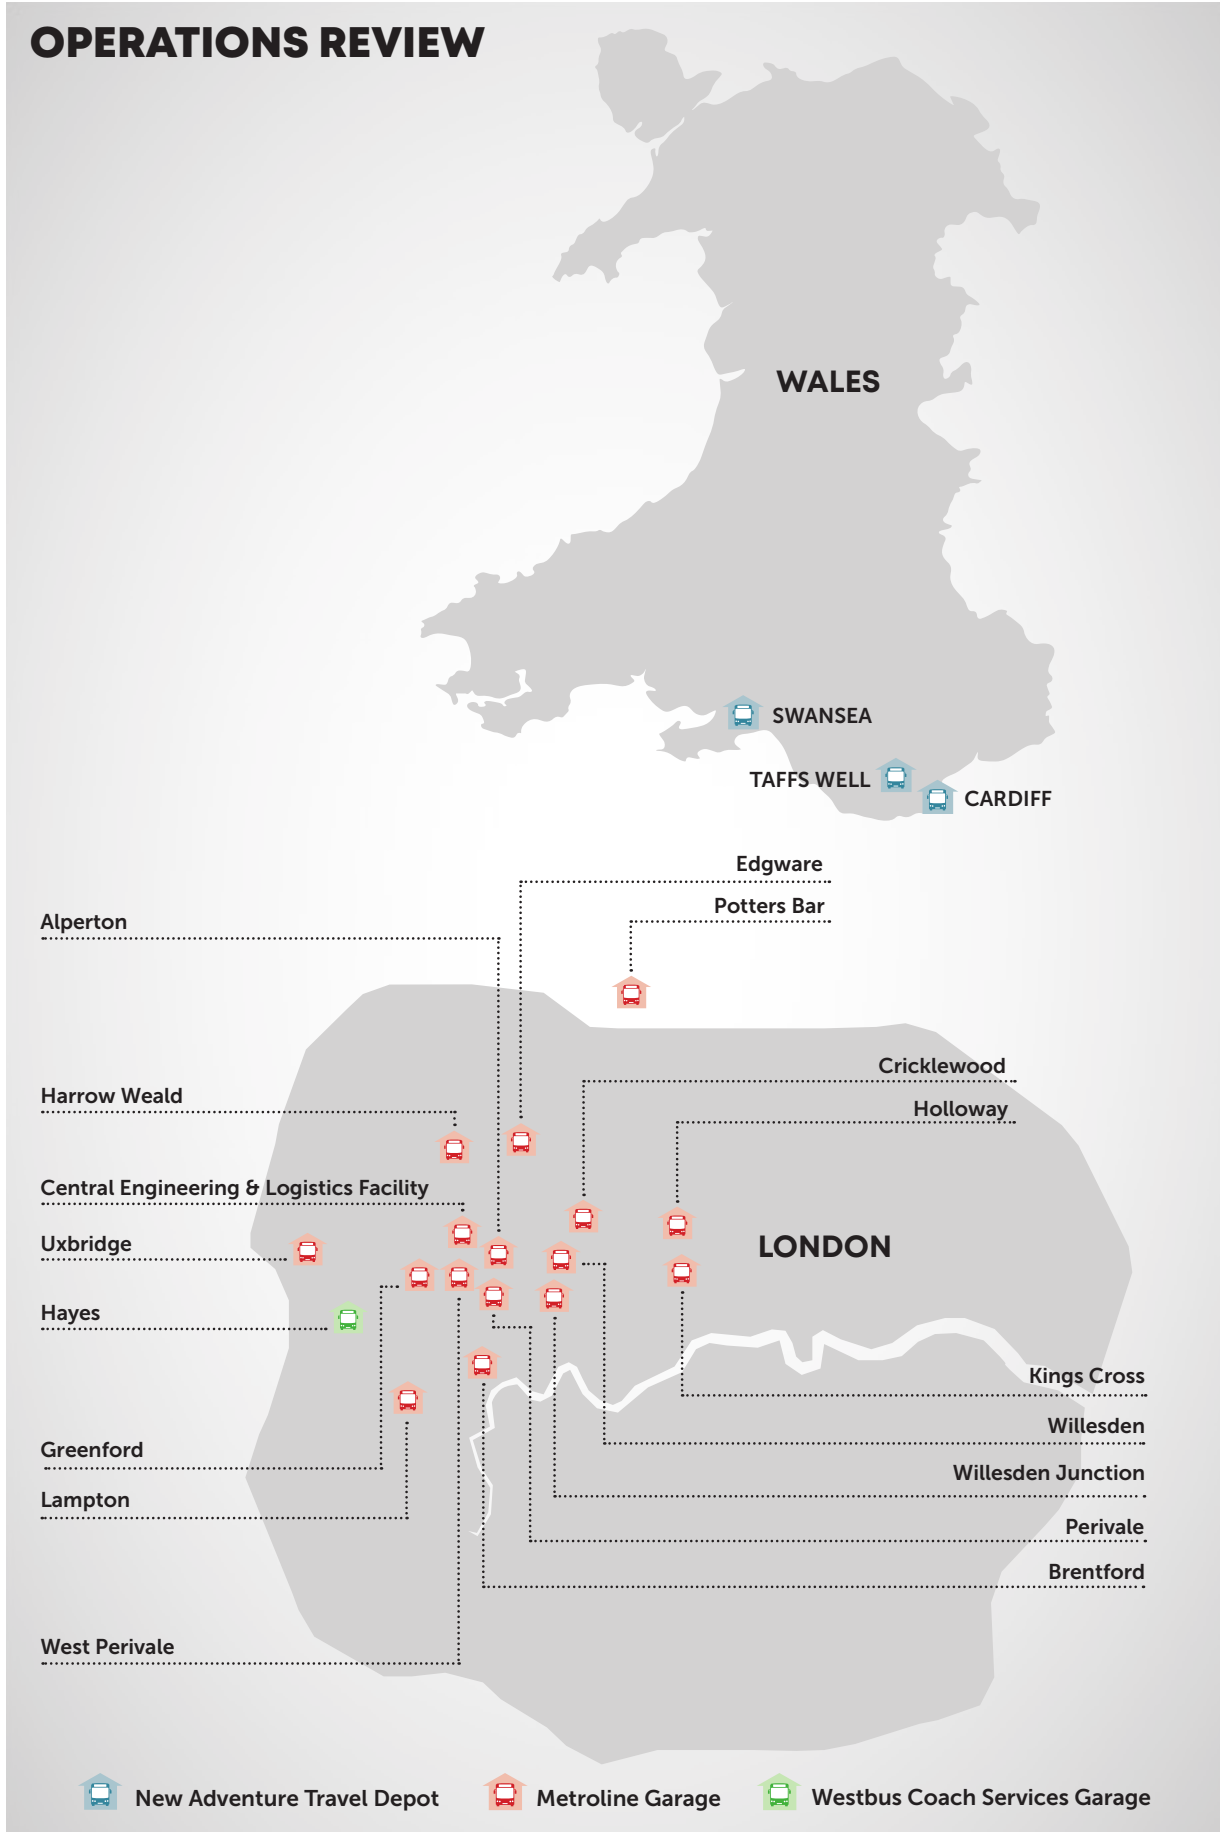 OPERATIONS REVIEW
WALES
SWANSEA
TAFFS WELL
CARDIFF
Edgware
Potters Bar
Alperton
Cricklewood
Harrow Weald
Holloway
Central Engineering & Logistics Facility
Uxbridge
LONDON
Hayes
Kings Cross
Willesden
Greenford
Willesden Junction
Lampton
Perivale
Brentford
West Perivale
New Adventure Travel Depot
Metroline Garage
Westbus Coach Services Garage